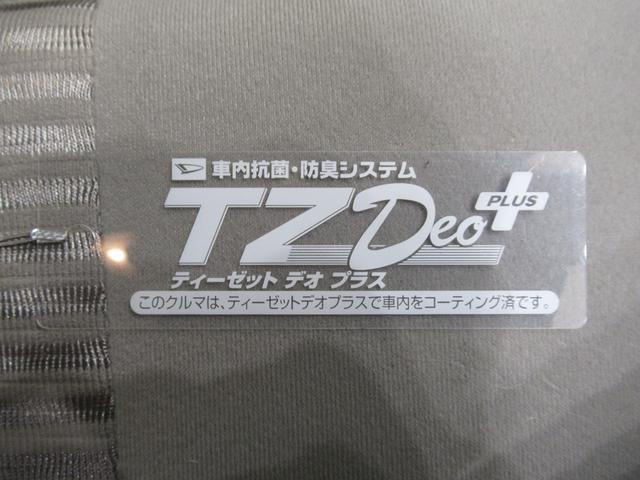 車内抗菌・防臭システム
TZDeo
PLUS
ティーゼット デオ プラス
このクルマは、ティーゼットデオプラスで車内をコーティング済です。